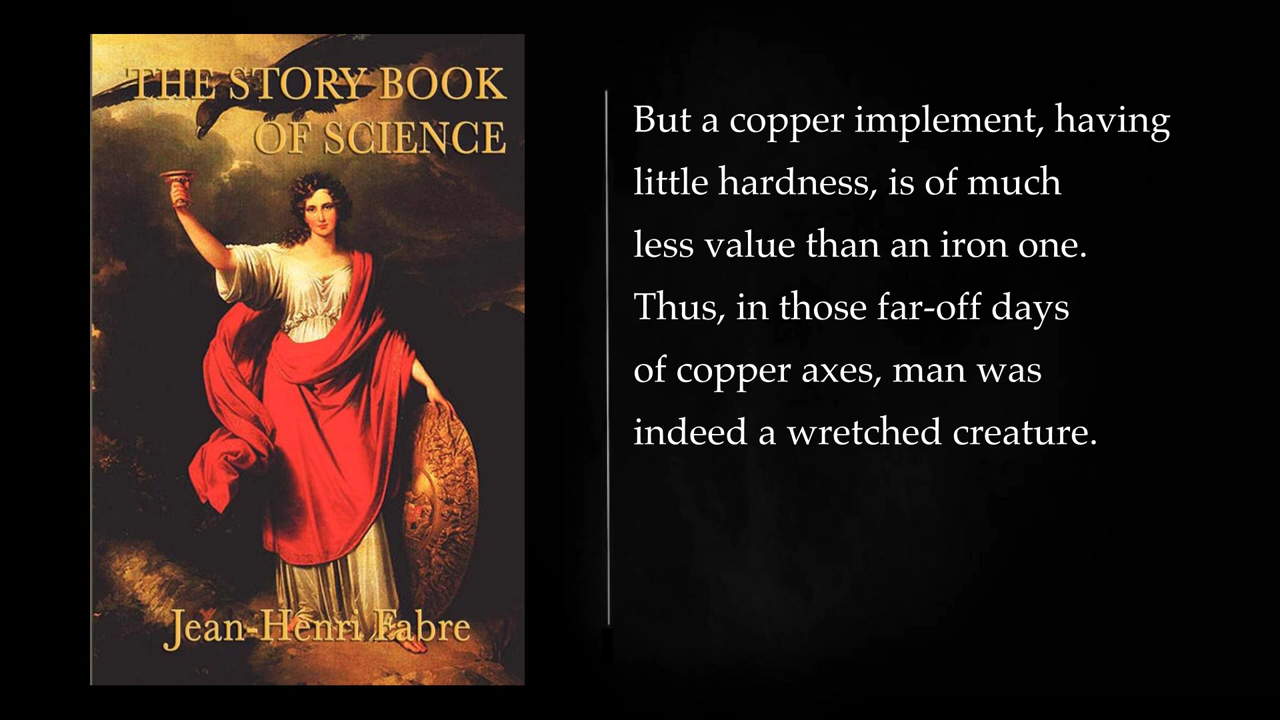 THE STORY BOOK
OF SCIENCE
Jean-Henri Fabre
But a copper implement, having
little hardness, is of much
less value than an iron one.
Thus, in those far-off days
of copper axes, man was
indeed a wretched creature.